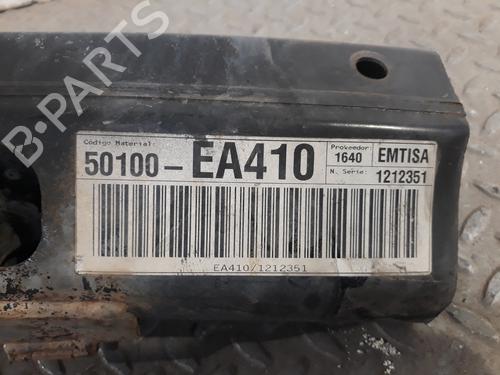 B-PARTS
Código Material:
50100-EA410
Proveedor
1640
EMTISA
N. Serie:
1212351
EA410/1212351